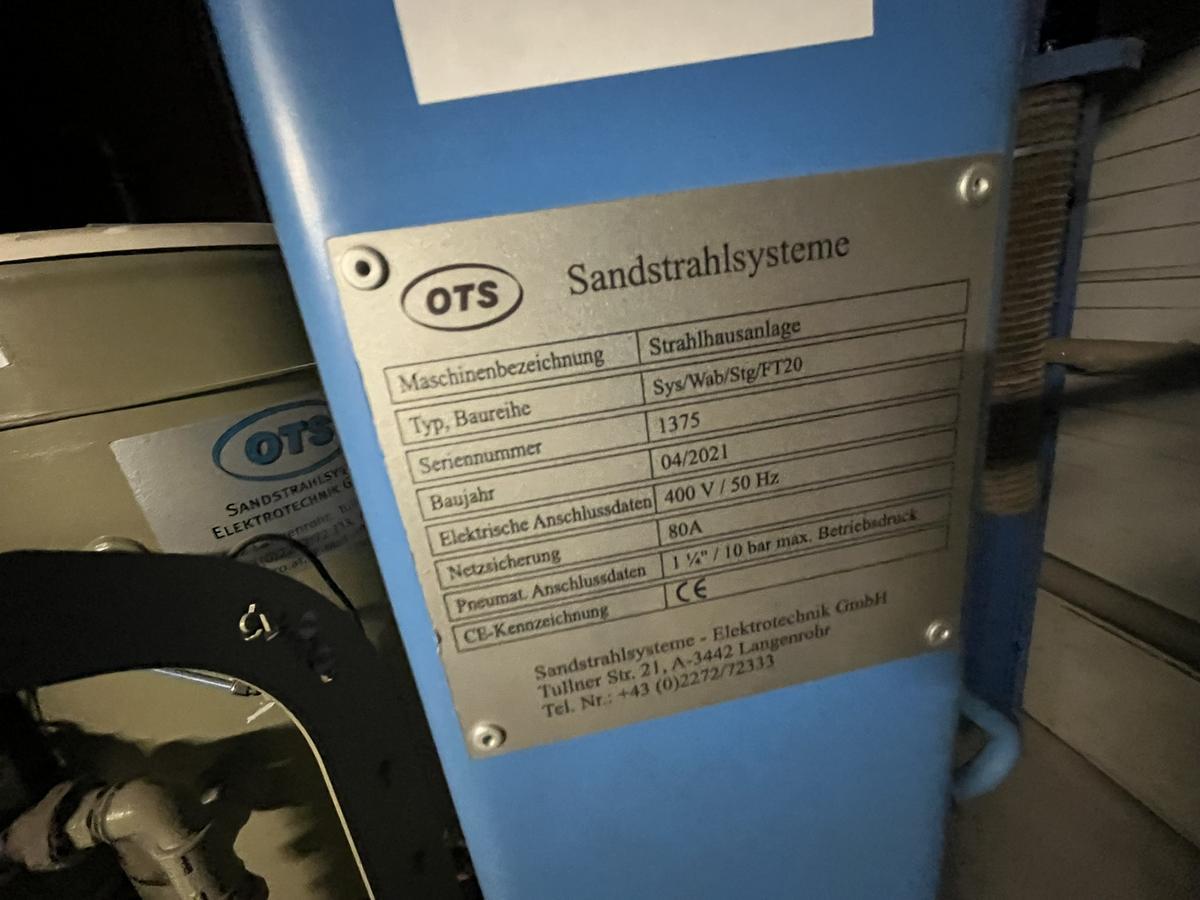 OTS
Sandstrahlsysteme
Maschinenbezeichnung Strahlhausanlage
Typ, Baureihe Sys/Wab/Stg/FT20
Seriennummer 1375
Baujahr 04/2021
Elektrische Anschlussdaten 400 V / 50 Hz
Netzsicherung 80A
Pneumat. Anschlussdaten 1 ¼" / 10 bar max. Betriebsdruck
CE-Kennzeichnung CE
Sandstrahlsysteme - Elektrotechnik GmbH
Tullner Str. 21, A-3442 Langenrohr
Tel. Nr.: +43 (0)2272/72333
OTS
ELEKTROTECHNIK